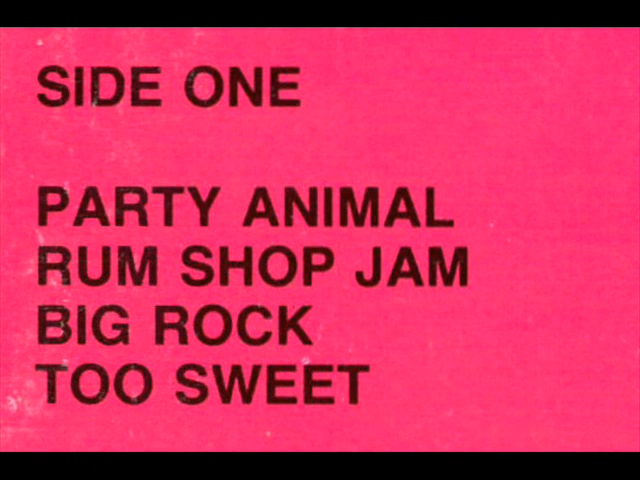 SIDE ONE
PARTY ANIMAL
RUM SHOP JAM
BIG ROCK
TOO SWEET